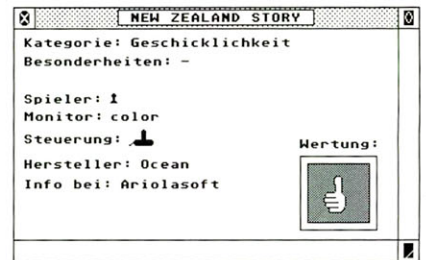 NEW ZEALAND STORY
Kategorie: Geschicklichkeit
Besonderheiten: -
Spieler: 1
Monitor: color
Steuerung:
Wertung:
Hersteller: Ocean
Info bei: Ariolasoft